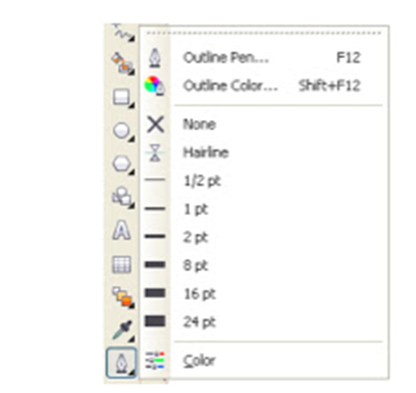 Outline Pen... F12
Outline Color... Shift+F12
None
Hairline
1/2 pt
1 pt
2 pt
8 pt
16 pt
24 pt
Color